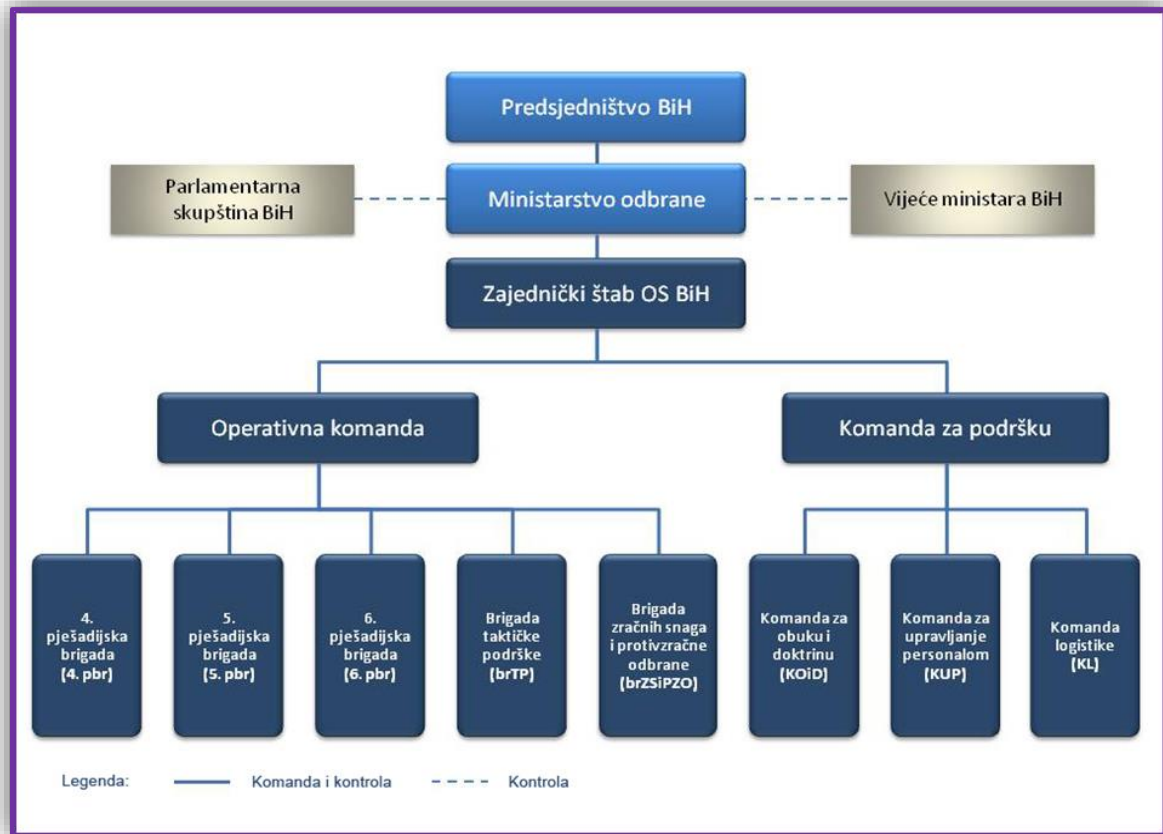 Predsjedništvo BiH
Parlamentarna
skupština BiH
Ministarstvo odbrane
Vijeće ministara BiH
Zajednički štab OS BiH
Operativna komanda
Komanda za podršku
4.
pješadijska
brigada
(4. pbr)
5.
pješadijska
brigada
(5. pbr)
6.
pješadijska
brigada
(6. pbr)
Brigada
taktičke
podrške
(brTP)
Brigada
zračnih snaga
i protivzračne
odbrane
(brZSiPZO)
Komanda za
obuku i
doktrinu
(KOiD)
Komanda za
upravljanje
personalom
(KUP)
Komanda
logistike
(KL)
Legenda:
Komanda i kontrola
Kontrola